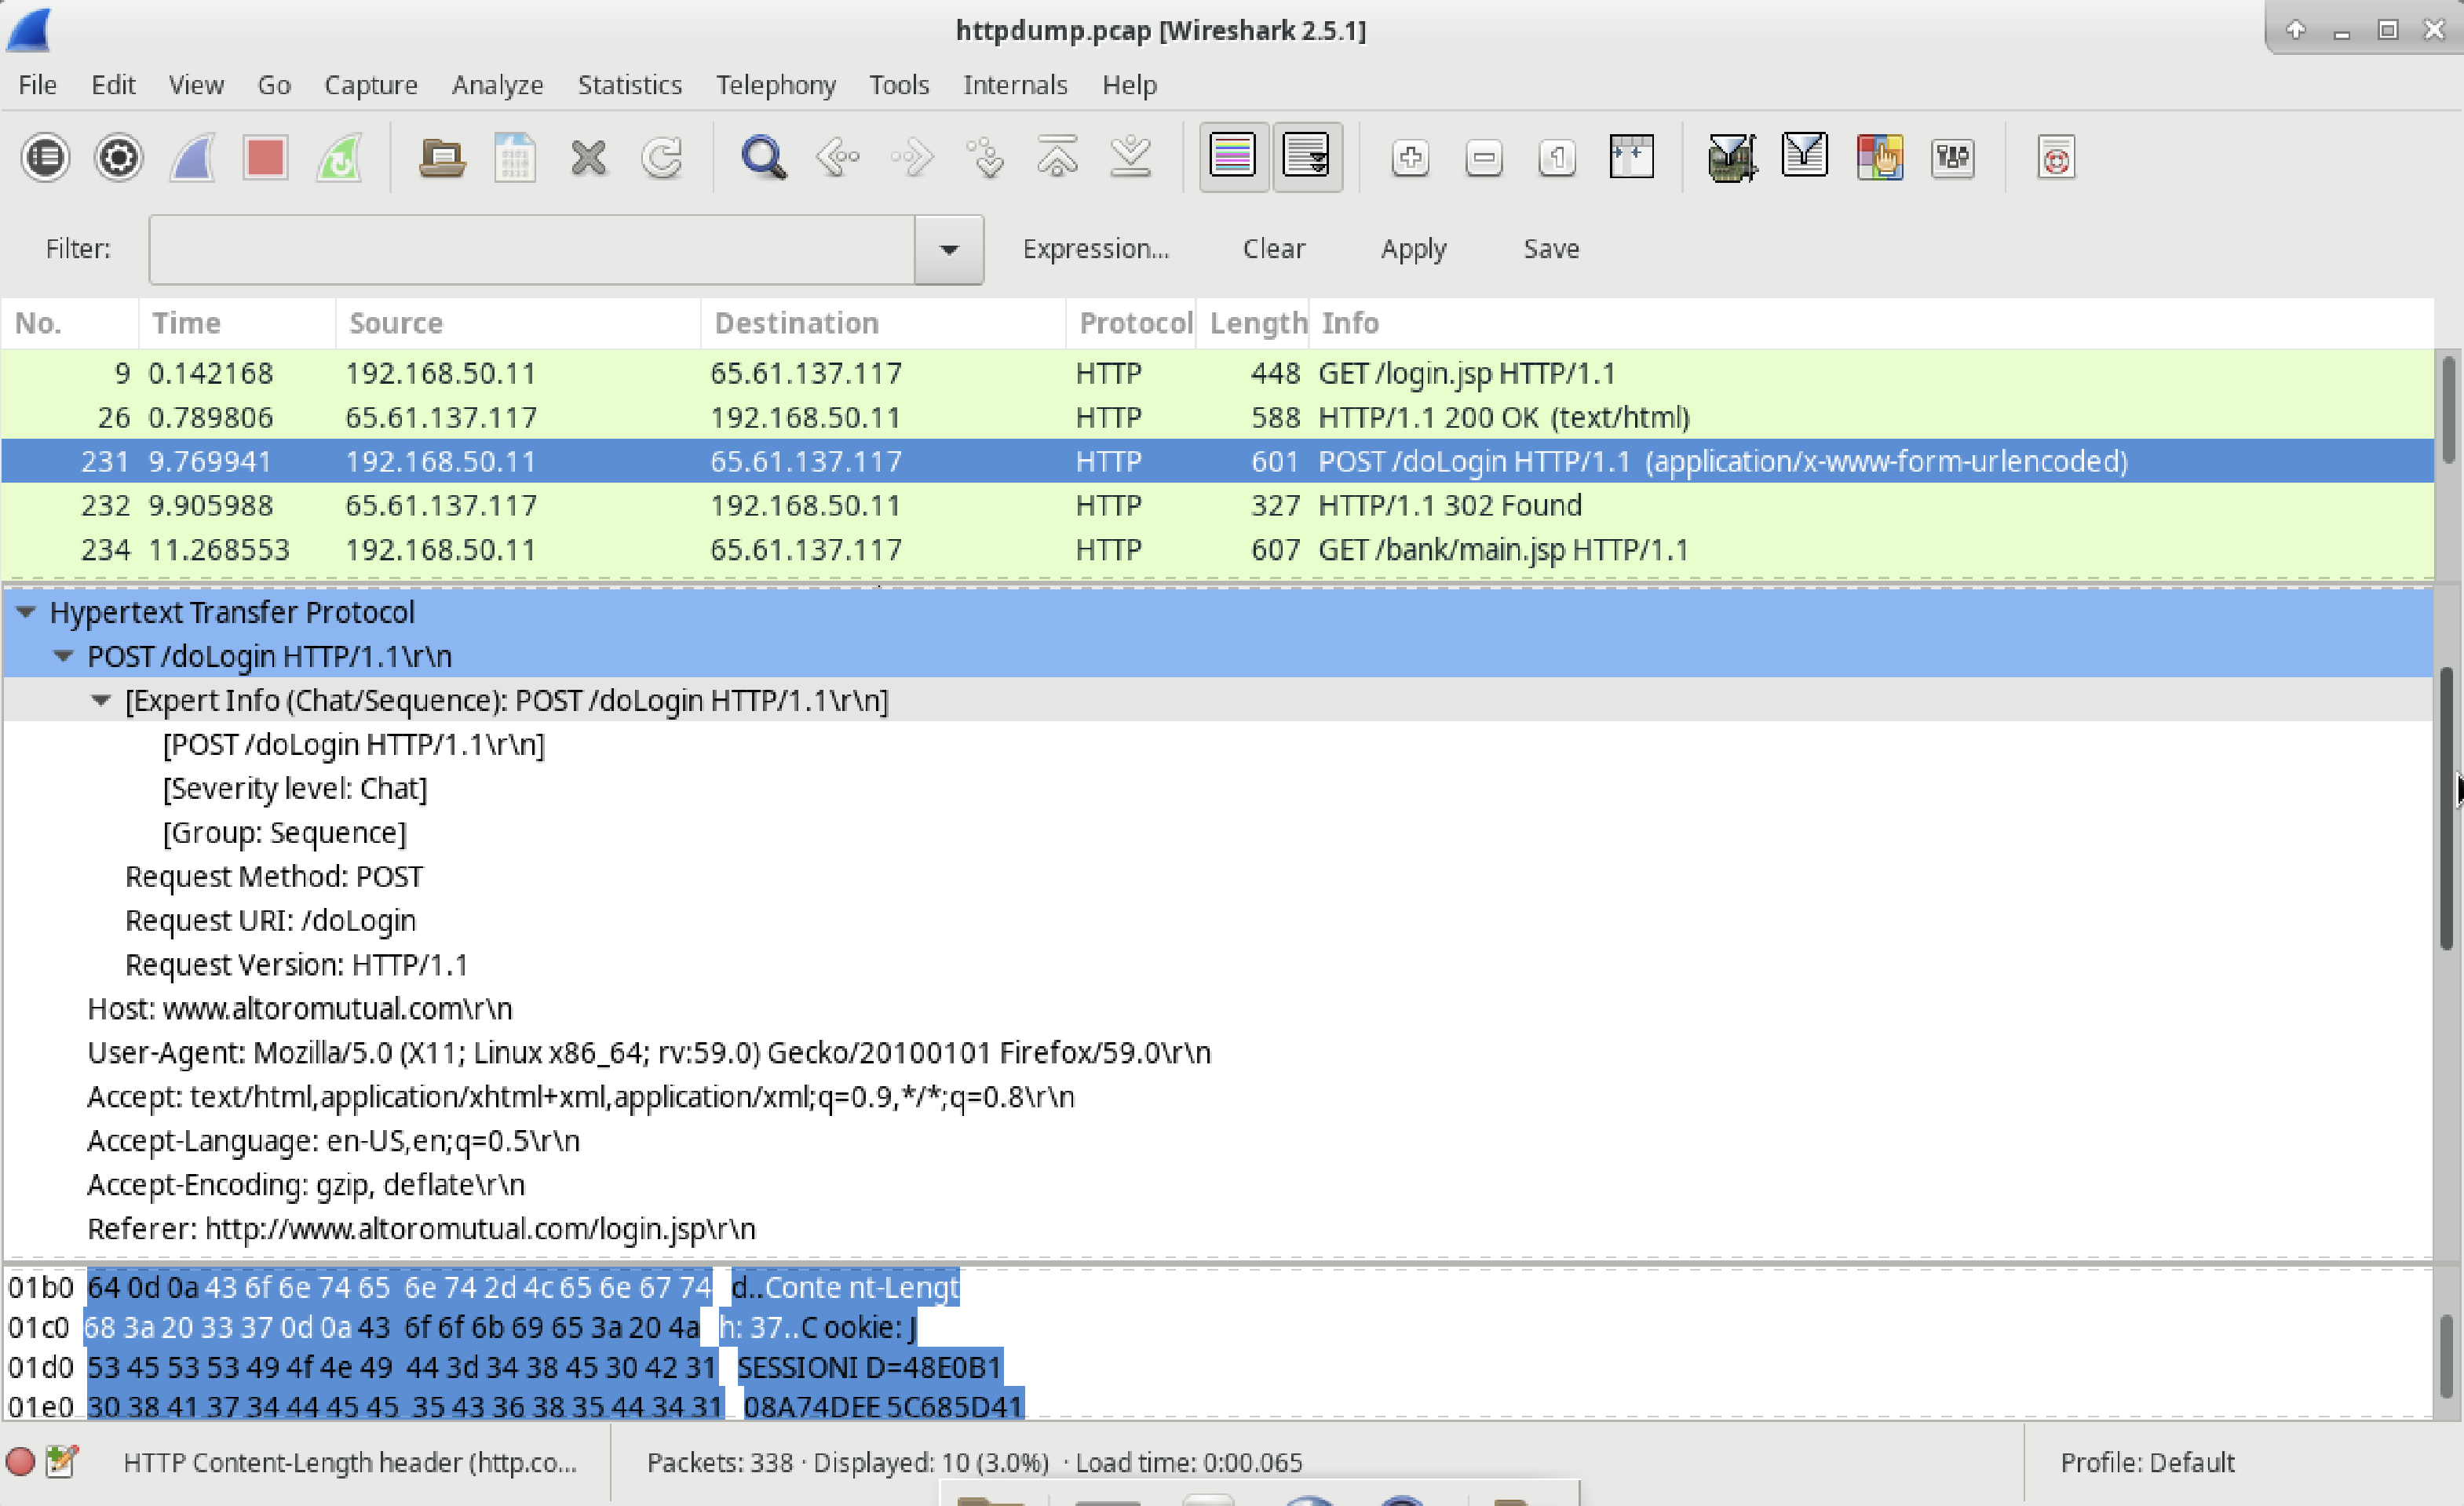 httpdump.pcap [Wireshark 2.5.1]
File Edit View Go Capture Analyze Statistics Telephony Tools Internals Help
Filter: Expression... Clear Apply Save
No. Time Source Destination Protocol Length Info
9 0.142168 192.168.50.11 65.61.137.117 HTTP 448 GET /login.jsp HTTP/1.1
26 0.789806 65.61.137.117 192.168.50.11 HTTP 588 HTTP/1.1 200 OK (text/html)
231 9.769941 192.168.50.11 65.61.137.117 HTTP 601 POST /doLogin HTTP/1.1 (application/x-www-form-urlencoded)
232 9.905988 65.61.137.117 192.168.50.11 HTTP 327 HTTP/1.1 302 Found
234 11.268553 192.168.50.11 65.61.137.117 HTTP 607 GET /bank/main.jsp HTTP/1.1
Hypertext Transfer Protocol
POST /doLogin HTTP/1.1\r\n
[Expert Info (Chat/Sequence): POST /doLogin HTTP/1.1\r\n]
[POST /doLogin HTTP/1.1\r\n]
[Severity level: Chat]
[Group: Sequence]
Request Method: POST
Request URI: /doLogin
Request Version: HTTP/1.1
Host: www.altoromutual.com\r\n
User-Agent: Mozilla/5.0 (X11; Linux x86_64; rv:59.0) Gecko/20100101 Firefox/59.0\r\n
Accept: text/html,application/xhtml+xml,application/xml;q=0.9,*/*;q=0.8\r\n
Accept-Language: en-US,en;q=0.5\r\n
Accept-Encoding: gzip, deflate\r\n
Referer: http://www.altoromutual.com/login.jsp\r\n
01b0 64 0d 0a 43 6f 6e 74 65 6e 74 2d 4c 65 6e 67 74 d..Conte nt-Lengt
01c0 68 3a 20 33 37 0d 0a 43 6f 6f 6b 69 65 3a 20 4a h: 37..C ookie: J
01d0 53 45 53 53 49 4f 4e 49 44 3d 34 38 45 30 42 31 SESSIONI D=48E0B1
01e0 30 38 41 37 34 44 45 45 35 43 36 38 35 44 34 31 08A74DEE 5C685D41
HTTP Content-Length header (http.co... Packets: 338 · Displayed: 10 (3.0%) · Load time: 0:00.065 Profile: Default